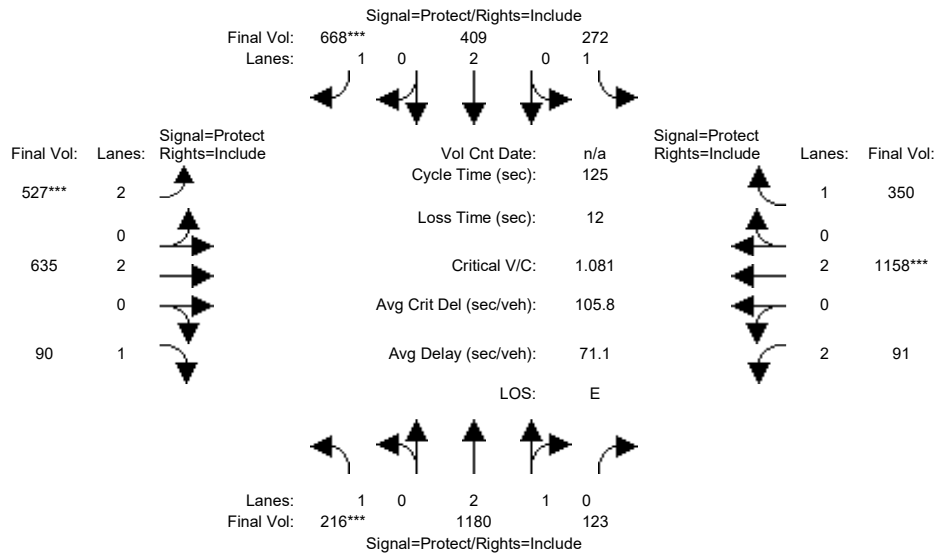 Signal=Protect/Rights=Include
Final Vol: 668*** 409 272
Lanes: 1 0 2 0 1
Signal=Protect
Final Vol: Lanes: Rights=Include
Vol Cnt Date: n/a
Cycle Time (sec): 125
Signal=Protect
Rights=Include Lanes: Final Vol:
527*** 2
1 350
Loss Time (sec): 12
0
0
635 2
Critical V/C: 1.081
2 1158***
0
Avg Crit Del (sec/veh): 105.8
0
90 1
Avg Delay (sec/veh): 71.1
2 91
LOS: E
Lanes: 1 0 2 1 0
Final Vol: 216*** 1180 123
Signal=Protect/Rights=Include